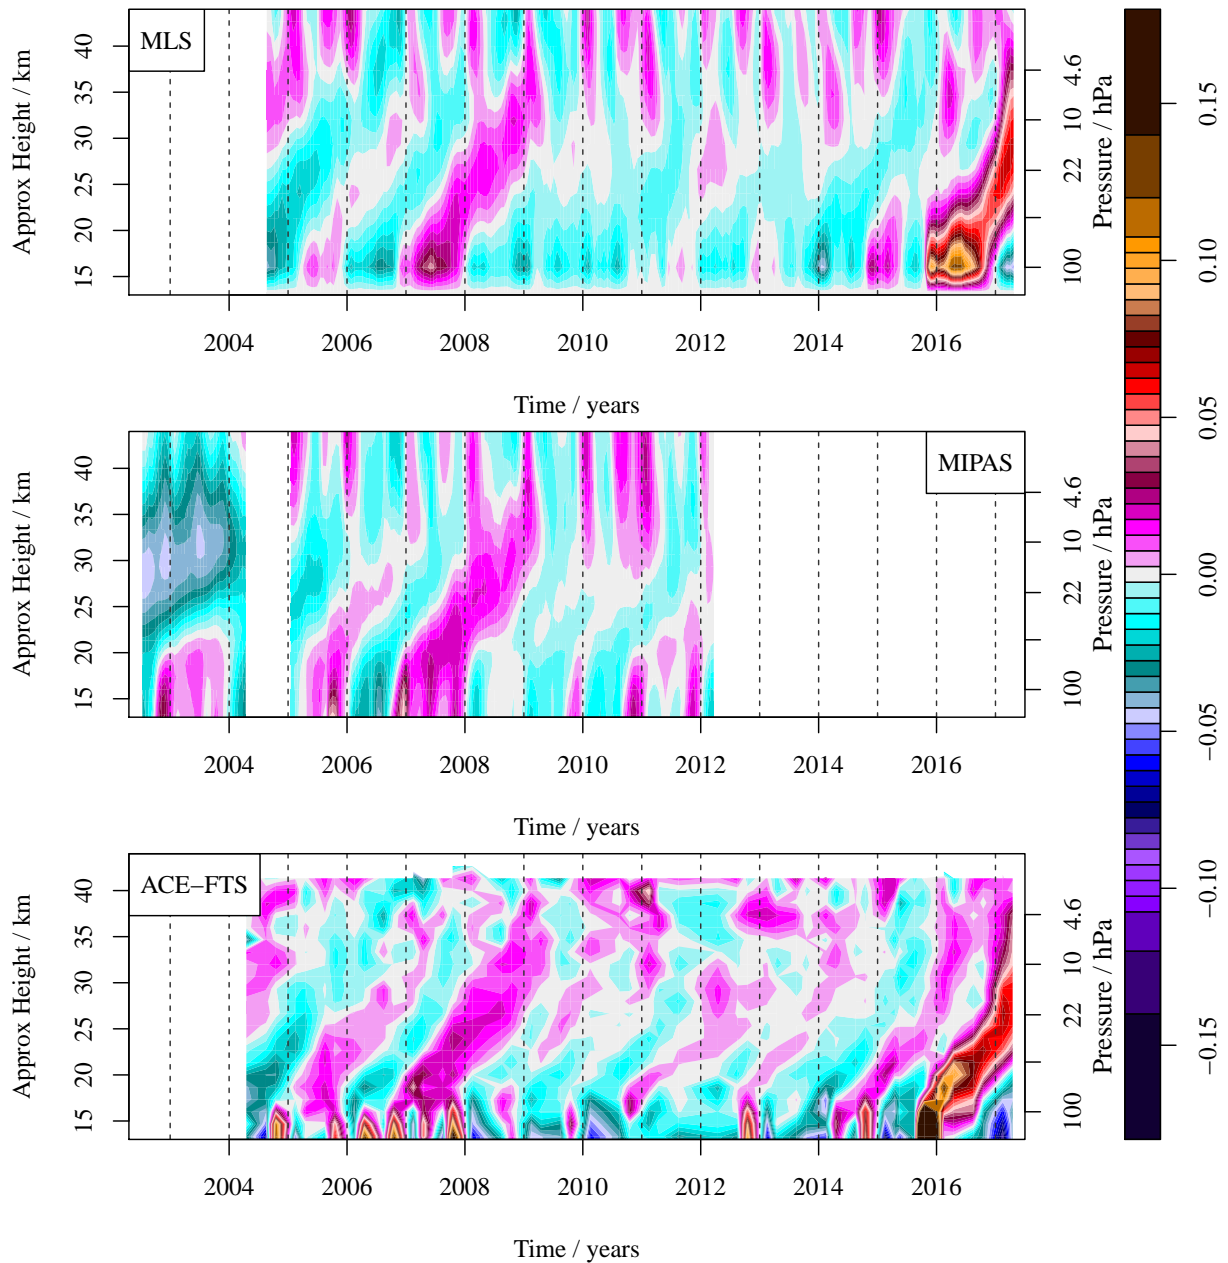 MLS
Approx Height / km
15 20 25 30 35 40
100 22 10 4.6
Pressure / hPa
2004 2006 2008 2010 2012 2014 2016
Time / years
MIPAS
Approx Height / km
15 20 25 30 35 40
100 22 10 4.6
Pressure / hPa
2004 2006 2008 2010 2012 2014 2016
Time / years
ACE−FTS
Approx Height / km
15 20 25 30 35 40
100 22 10 4.6
Pressure / hPa
2004 2006 2008 2010 2012 2014 2016
Time / years
−0.15 −0.10 −0.05 0.00 0.05 0.10 0.15